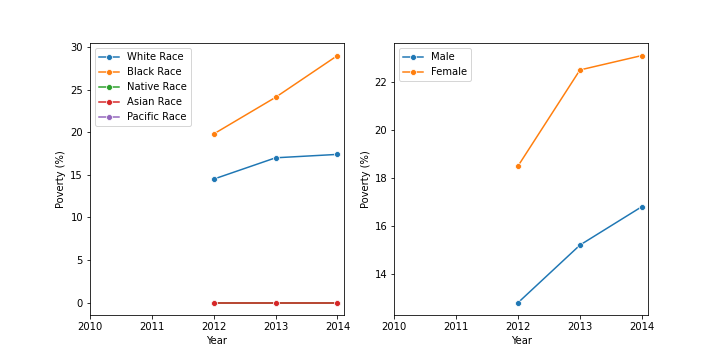 White Race
Black Race
Native Race
Asian Race
Pacific Race
30
25
20
15
10
5
0
Poverty (%)
2010 2011 2012 2013 2014
Year
Male
Female
22
20
18
16
14
Poverty (%)
2010 2011 2012 2013 2014
Year